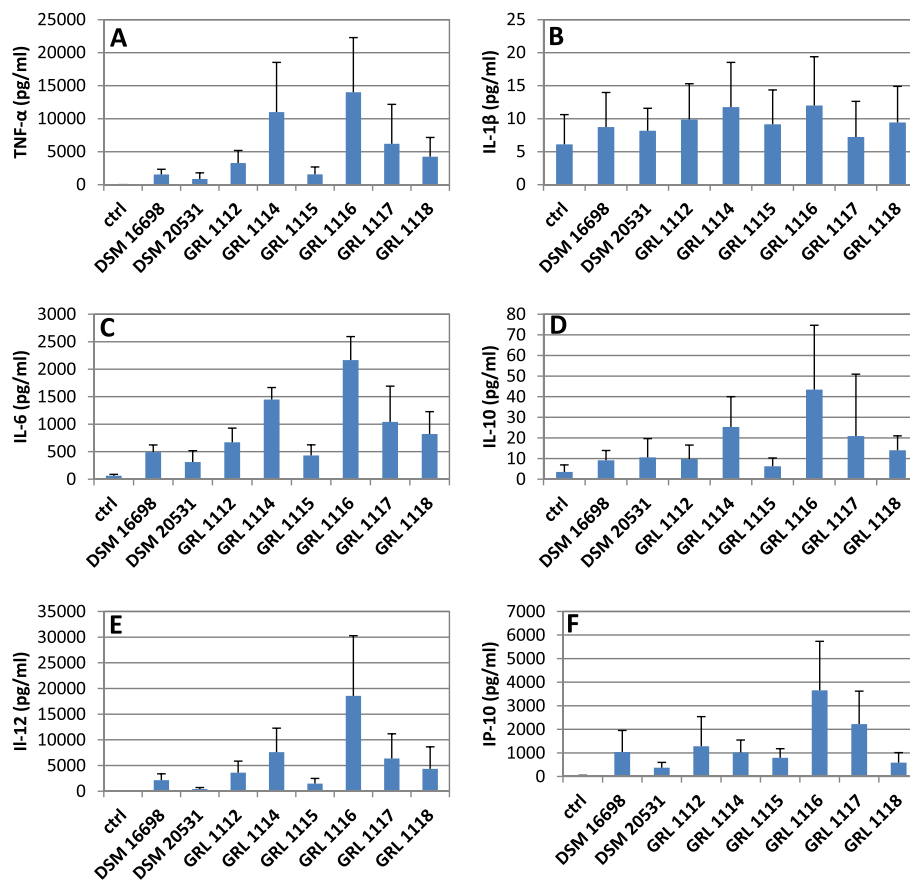 A
TNF-α (pg/ml)
25000
20000
15000
10000
5000
0
ctrl
DSM 16698
DSM 20531
GRL 1112
GRL 1114
GRL 1115
GRL 1116
GRL 1117
GRL 1118
B
IL-1β (pg/ml)
25
20
15
10
5
0
ctrl
DSM 16698
DSM 20531
GRL 1112
GRL 1114
GRL 1115
GRL 1116
GRL 1117
GRL 1118
C
IL-6 (pg/ml)
3000
2500
2000
1500
1000
500
0
ctrl
DSM 16698
DSM 20531
GRL 1112
GRL 1114
GRL 1115
GRL 1116
GRL 1117
GRL 1118
D
IL-10 (pg/ml)
80
70
60
50
40
30
20
10
0
ctrl
DSM 16698
DSM 20531
GRL 1112
GRL 1114
GRL 1115
GRL 1116
GRL 1117
GRL 1118
E
Il-12 (pg/ml)
35000
30000
25000
20000
15000
10000
5000
0
ctrl
DSM 16698
DSM 20531
GRL 1112
GRL 1114
GRL 1115
GRL 1116
GRL 1117
GRL 1118
F
IP-10 (pg/ml)
7000
6000
5000
4000
3000
2000
1000
0
ctrl
DSM 16698
DSM 20531
GRL 1112
GRL 1114
GRL 1115
GRL 1116
GRL 1117
GRL 1118